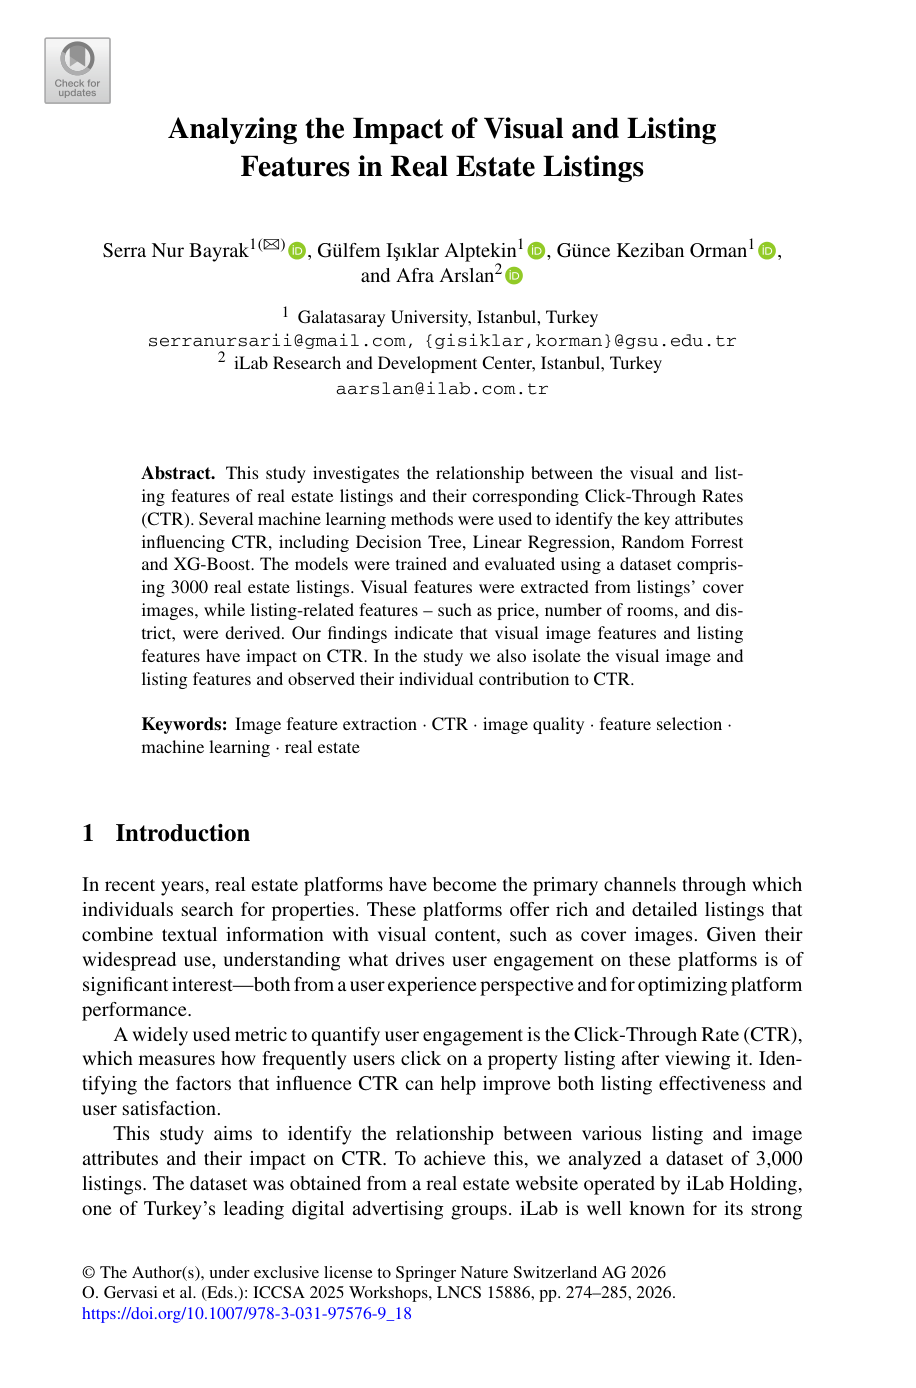 Check for
updates
Analyzing the Impact of Visual and Listing
Features in Real Estate Listings
Serra Nur Bayrak1(✉) iD, Gülfem Işıklar Alptekin1 iD, Günce Keziban Orman1 iD,
and Afra Arslan2 iD
1 Galatasaray University, Istanbul, Turkey
serranursarii@gmail.com, {gisiklar,korman}@gsu.edu.tr
2 iLab Research and Development Center, Istanbul, Turkey
aarslan@ilab.com.tr
Abstract. This study investigates the relationship between the visual and list-
ing features of real estate listings and their corresponding Click-Through Rates
(CTR). Several machine learning methods were used to identify the key attributes
influencing CTR, including Decision Tree, Linear Regression, Random Forrest
and XG-Boost. The models were trained and evaluated using a dataset compris-
ing 3000 real estate listings. Visual features were extracted from listings’ cover
images, while listing-related features – such as price, number of rooms, and dis-
trict, were derived. Our findings indicate that visual image features and listing
features have impact on CTR. In the study we also isolate the visual image and
listing features and observed their individual contribution to CTR.
Keywords: Image feature extraction · CTR · image quality · feature selection ·
machine learning · real estate
1 Introduction
In recent years, real estate platforms have become the primary channels through which
individuals search for properties. These platforms offer rich and detailed listings that
combine textual information with visual content, such as cover images. Given their
widespread use, understanding what drives user engagement on these platforms is of
significant interest—both from a user experience perspective and for optimizing platform
performance.
A widely used metric to quantify user engagement is the Click-Through Rate (CTR),
which measures how frequently users click on a property listing after viewing it. Iden-
tifying the factors that influence CTR can help improve both listing effectiveness and
user satisfaction.
This study aims to identify the relationship between various listing and image
attributes and their impact on CTR. To achieve this, we analyzed a dataset of 3,000
listings. The dataset was obtained from a real estate website operated by iLab Holding,
one of Turkey’s leading digital advertising groups. iLab is well known for its strong
© The Author(s), under exclusive license to Springer Nature Switzerland AG 2026
O. Gervasi et al. (Eds.): ICCSA 2025 Workshops, LNCS 15886, pp. 274–285, 2026.
https://doi.org/10.1007/978-3-031-97576-9_18